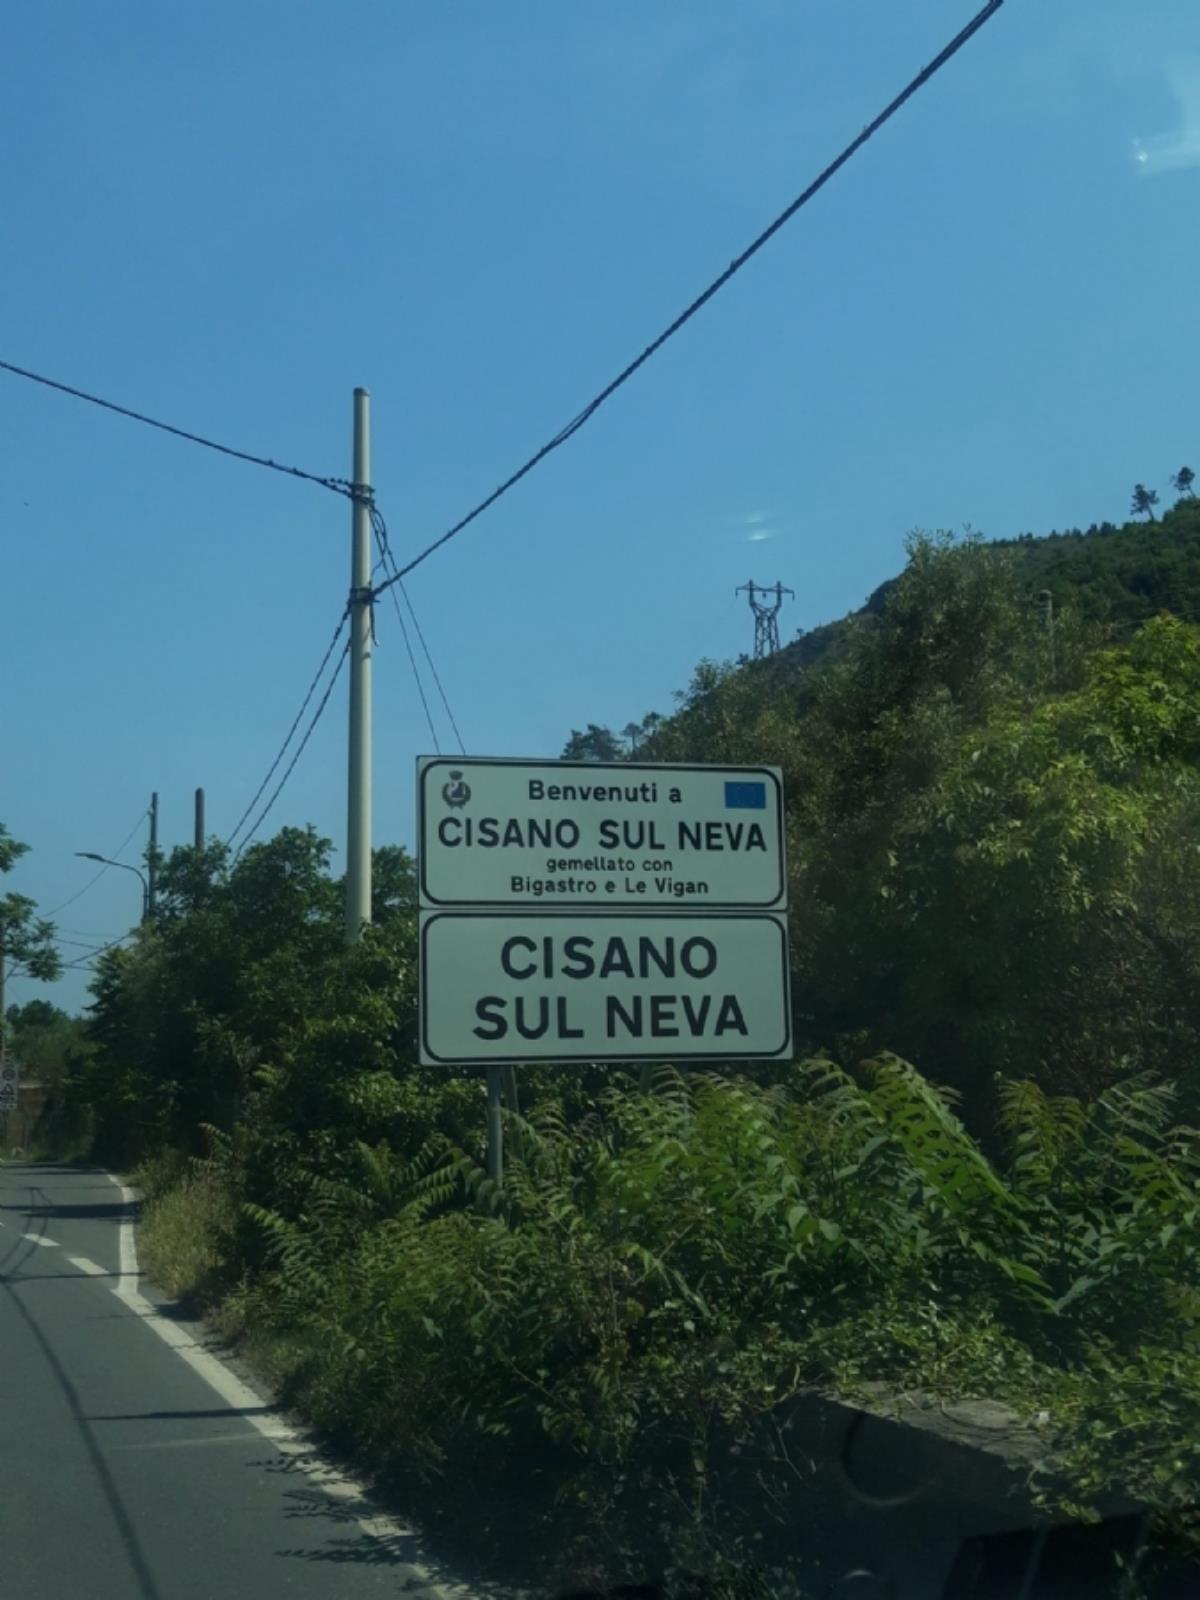 Benvenuti a
CISANO SUL NEVA
gemellato con
Bigastro e Le Vigan
CISANO
SUL NEVA